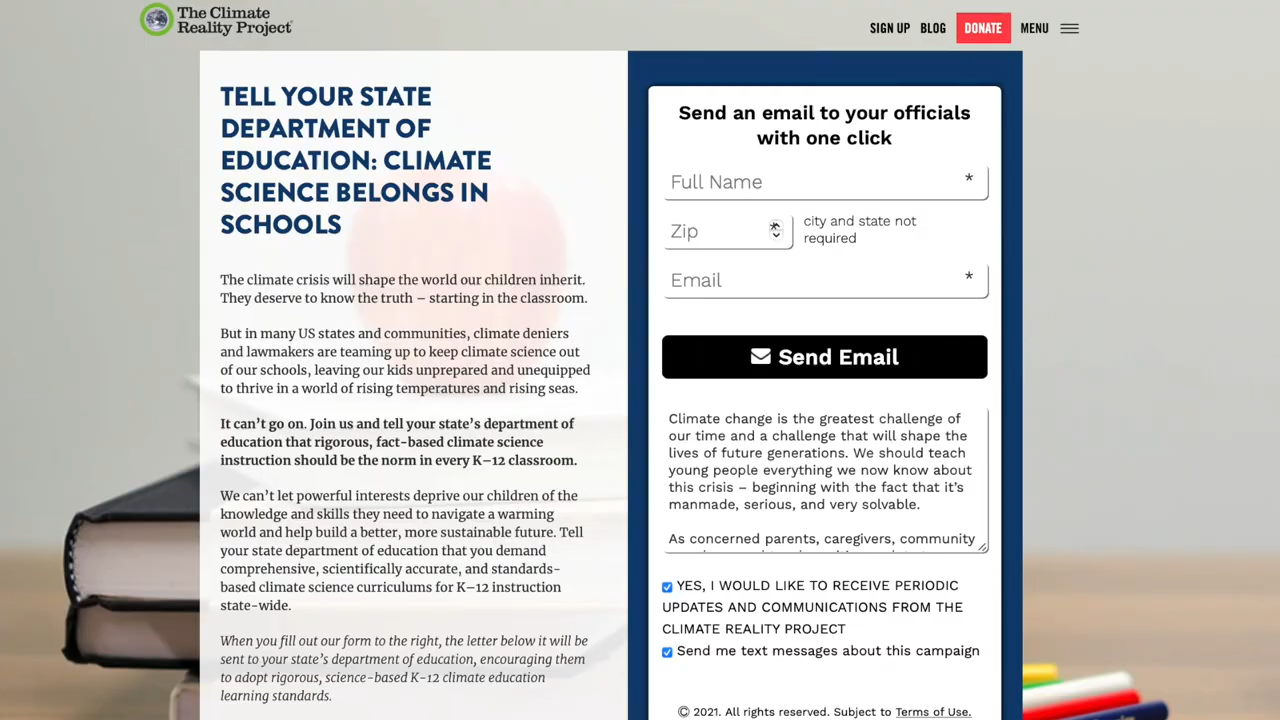 The Climate
Reality Project
SIGN UP BLOG DONATE MENU
TELL YOUR STATE
DEPARTMENT OF
EDUCATION: CLIMATE
SCIENCE BELONGS IN
SCHOOLS
The climate crisis will shape the world our children inherit.
They deserve to know the truth – starting in the classroom.
But in many US states and communities, climate deniers
and lawmakers are teaming up to keep climate science out
of our schools, leaving our kids unprepared and unequipped
to thrive in a world of rising temperatures and rising seas.
It can’t go on. Join us and tell your state’s department of
education that rigorous, fact-based climate science
instruction should be the norm in every K–12 classroom.
We can’t let powerful interests deprive our children of the
knowledge and skills they need to navigate a warming
world and help build a better, more sustainable future. Tell
your state department of education that you demand
comprehensive, scientifically accurate, and standards-
based climate science curriculums for K–12 instruction
state-wide.
When you fill out our form to the right, the letter below it will be
sent to your state’s department of education, encouraging them
to adopt rigorous, science-based K-12 climate education
learning standards.
Send an email to your officials
with one click
Full Name *
Zip *
city and state not
required
Email *
Send Email
Climate change is the greatest challenge of
our time and a challenge that will shape the
lives of future generations. We should teach
young people everything we now know about
this crisis – beginning with the fact that it’s
manmade, serious, and very solvable.
As concerned parents, caregivers, community
YES, I WOULD LIKE TO RECEIVE PERIODIC
UPDATES AND COMMUNICATIONS FROM THE
CLIMATE REALITY PROJECT
Send me text messages about this campaign
© 2021. All rights reserved. Subject to Terms of Use.